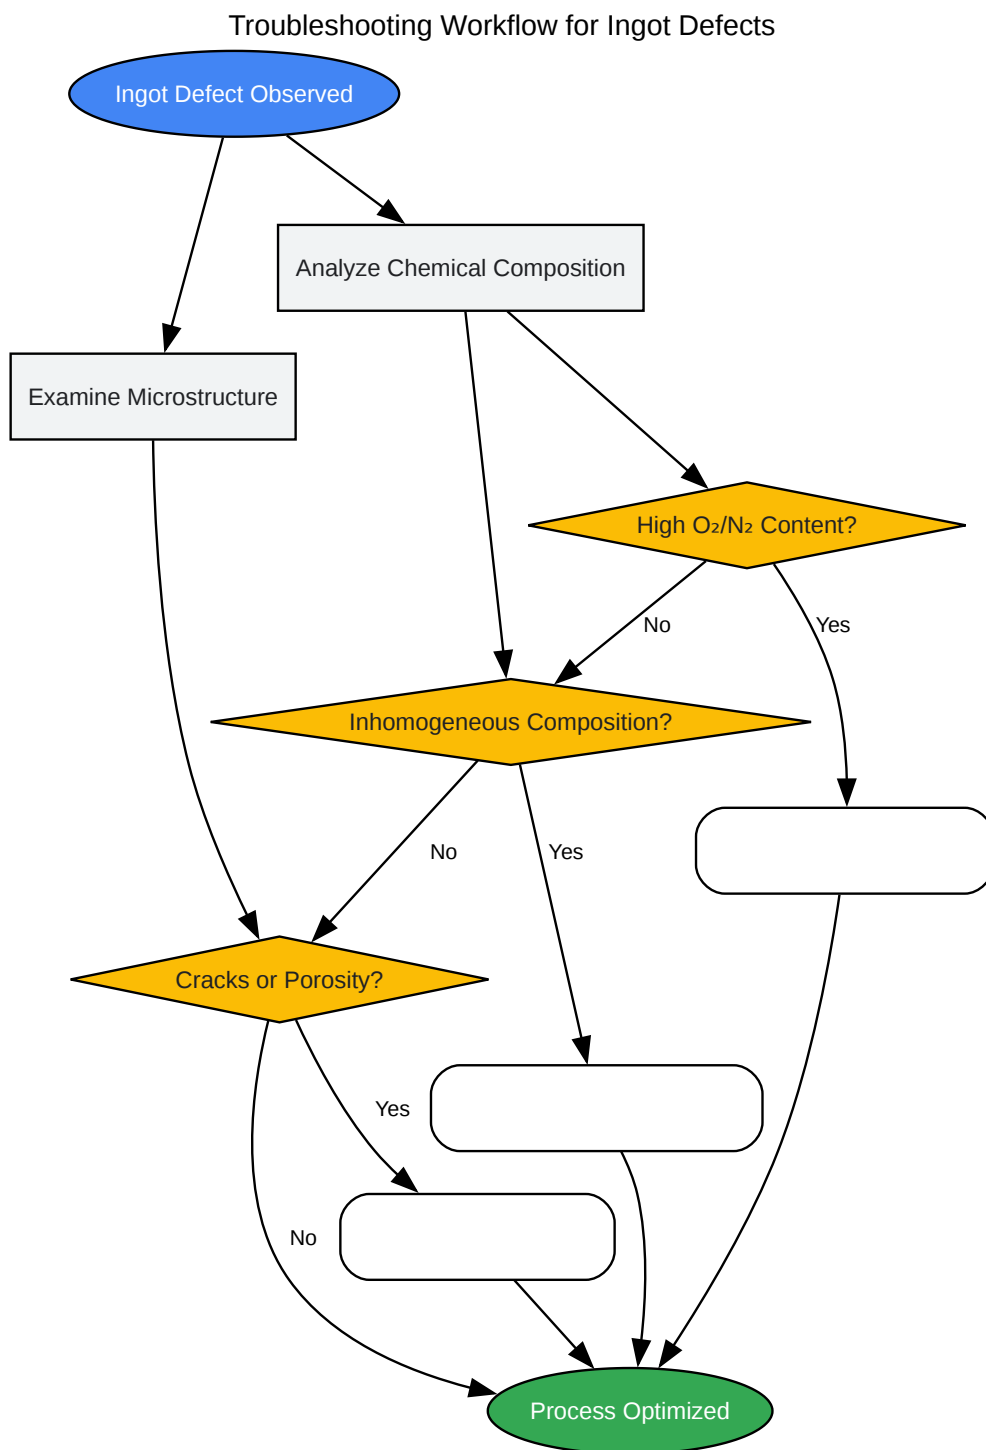 Troubleshooting Workflow for Ingot Defects
Ingot Defect Observed
Analyze Chemical Composition
Examine Microstructure
High O₂/N₂ Content?
No
Yes
Inhomogeneous Composition?
No
Yes
Cracks or Porosity?
Yes
No
Process Optimized